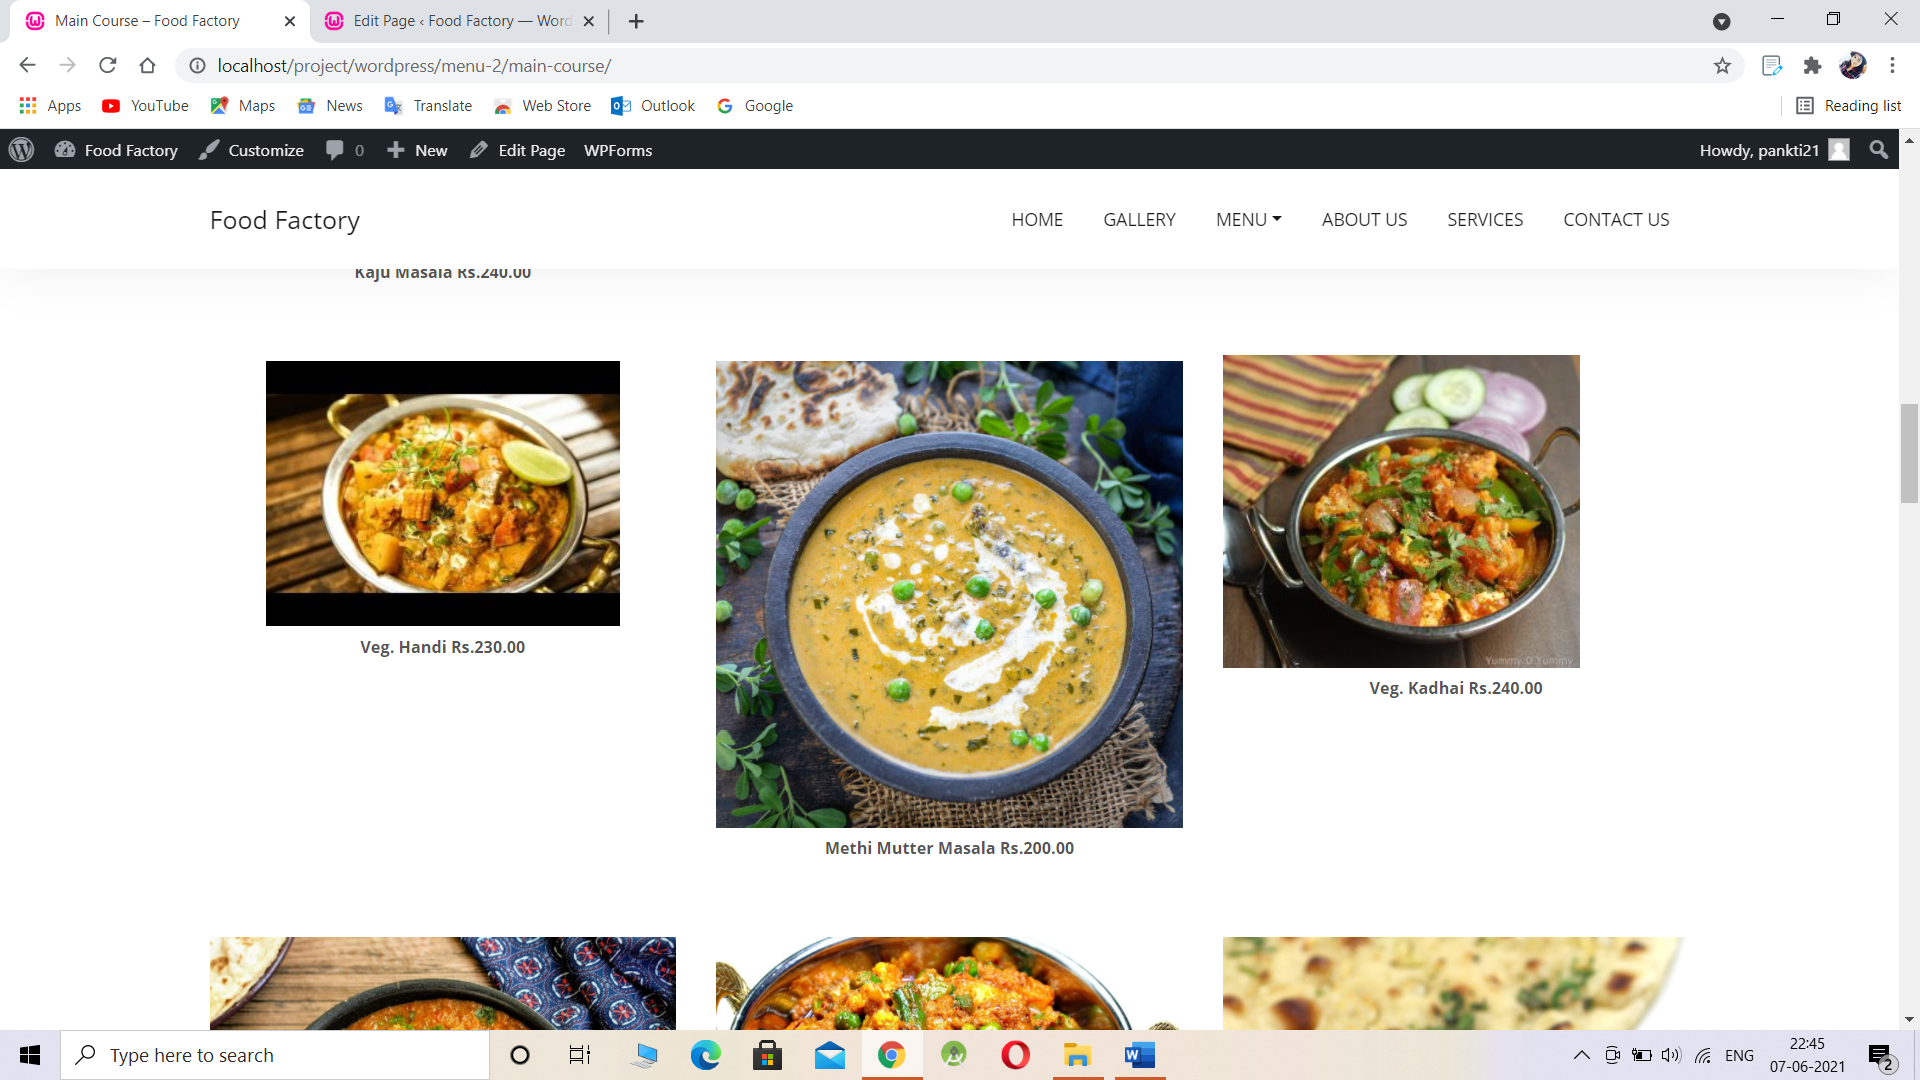 Main Course – Food Factory
Edit Page ‹ Food Factory — Word
localhost/project/wordpress/menu-2/main-course/
Apps YouTube Maps News Translate Web Store Outlook Google Reading list
Food Factory Customize 0 New Edit Page WPForms Howdy, pankti21
Food Factory HOME GALLERY MENU ABOUT US SERVICES CONTACT US
Kaju Masala Rs.240.00
Yummy O Yummy
Veg. Handi Rs.230.00
Veg. Kadhai Rs.240.00
Methi Mutter Masala Rs.200.00
Type here to search
ENG
22:45
07-06-2021
2